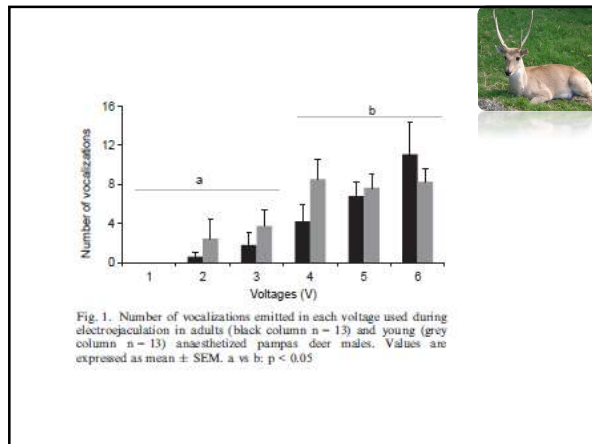 16
12
8
4
0
Number of vocalizations
a
b
1 2 3 4 5 6
Voltages (V)
Fig. 1. Number of vocalizations emitted in each voltage used during
electroejaculation in adults (black column n – 13) and young (grey
column n – 13) anaesthetized pampas deer males. Values are
expressed as mean ± SEM. a vs b: p < 0.05